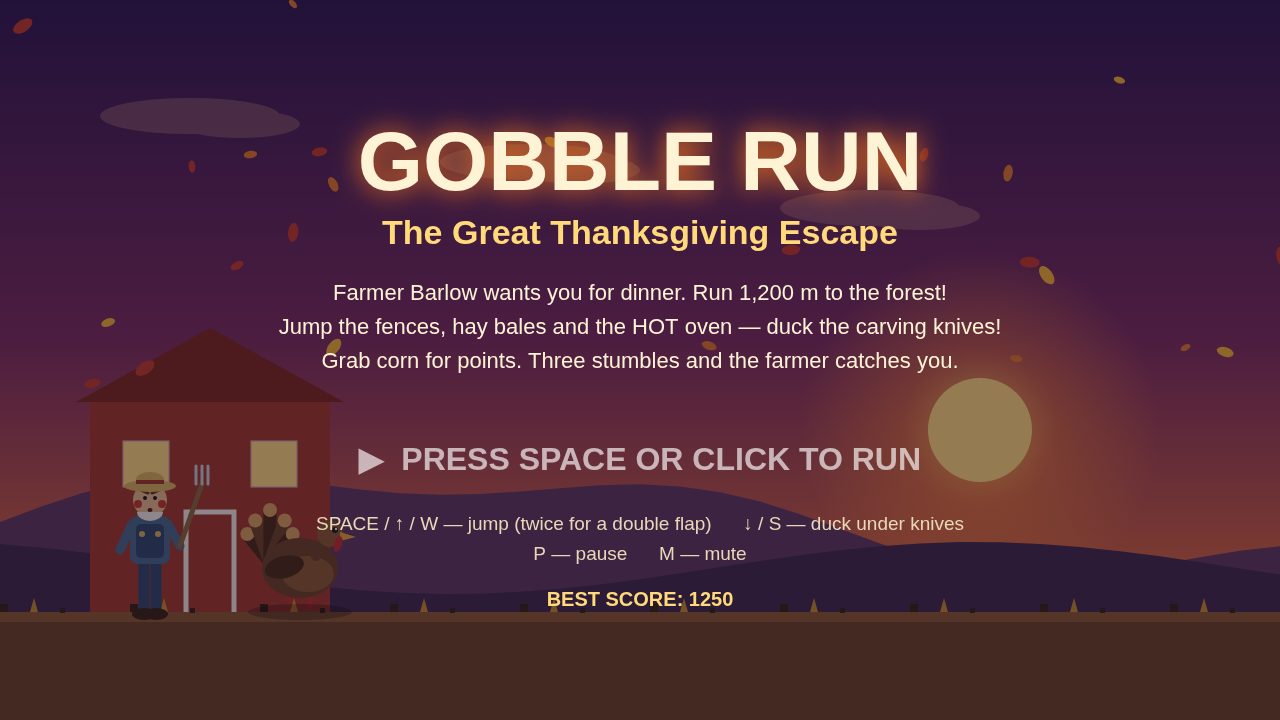 GOBBLE RUN
The Great Thanksgiving Escape
Farmer Barlow wants you for dinner. Run 1,200 m to the forest!
Jump the fences, hay bales and the HOT oven — duck the carving knives!
Grab corn for points. Three stumbles and the farmer catches you.
▶ PRESS SPACE OR CLICK TO RUN
SPACE / ↑ / W — jump (twice for a double flap) ↓ / S — duck under knives
P — pause M — mute
BEST SCORE: 1250